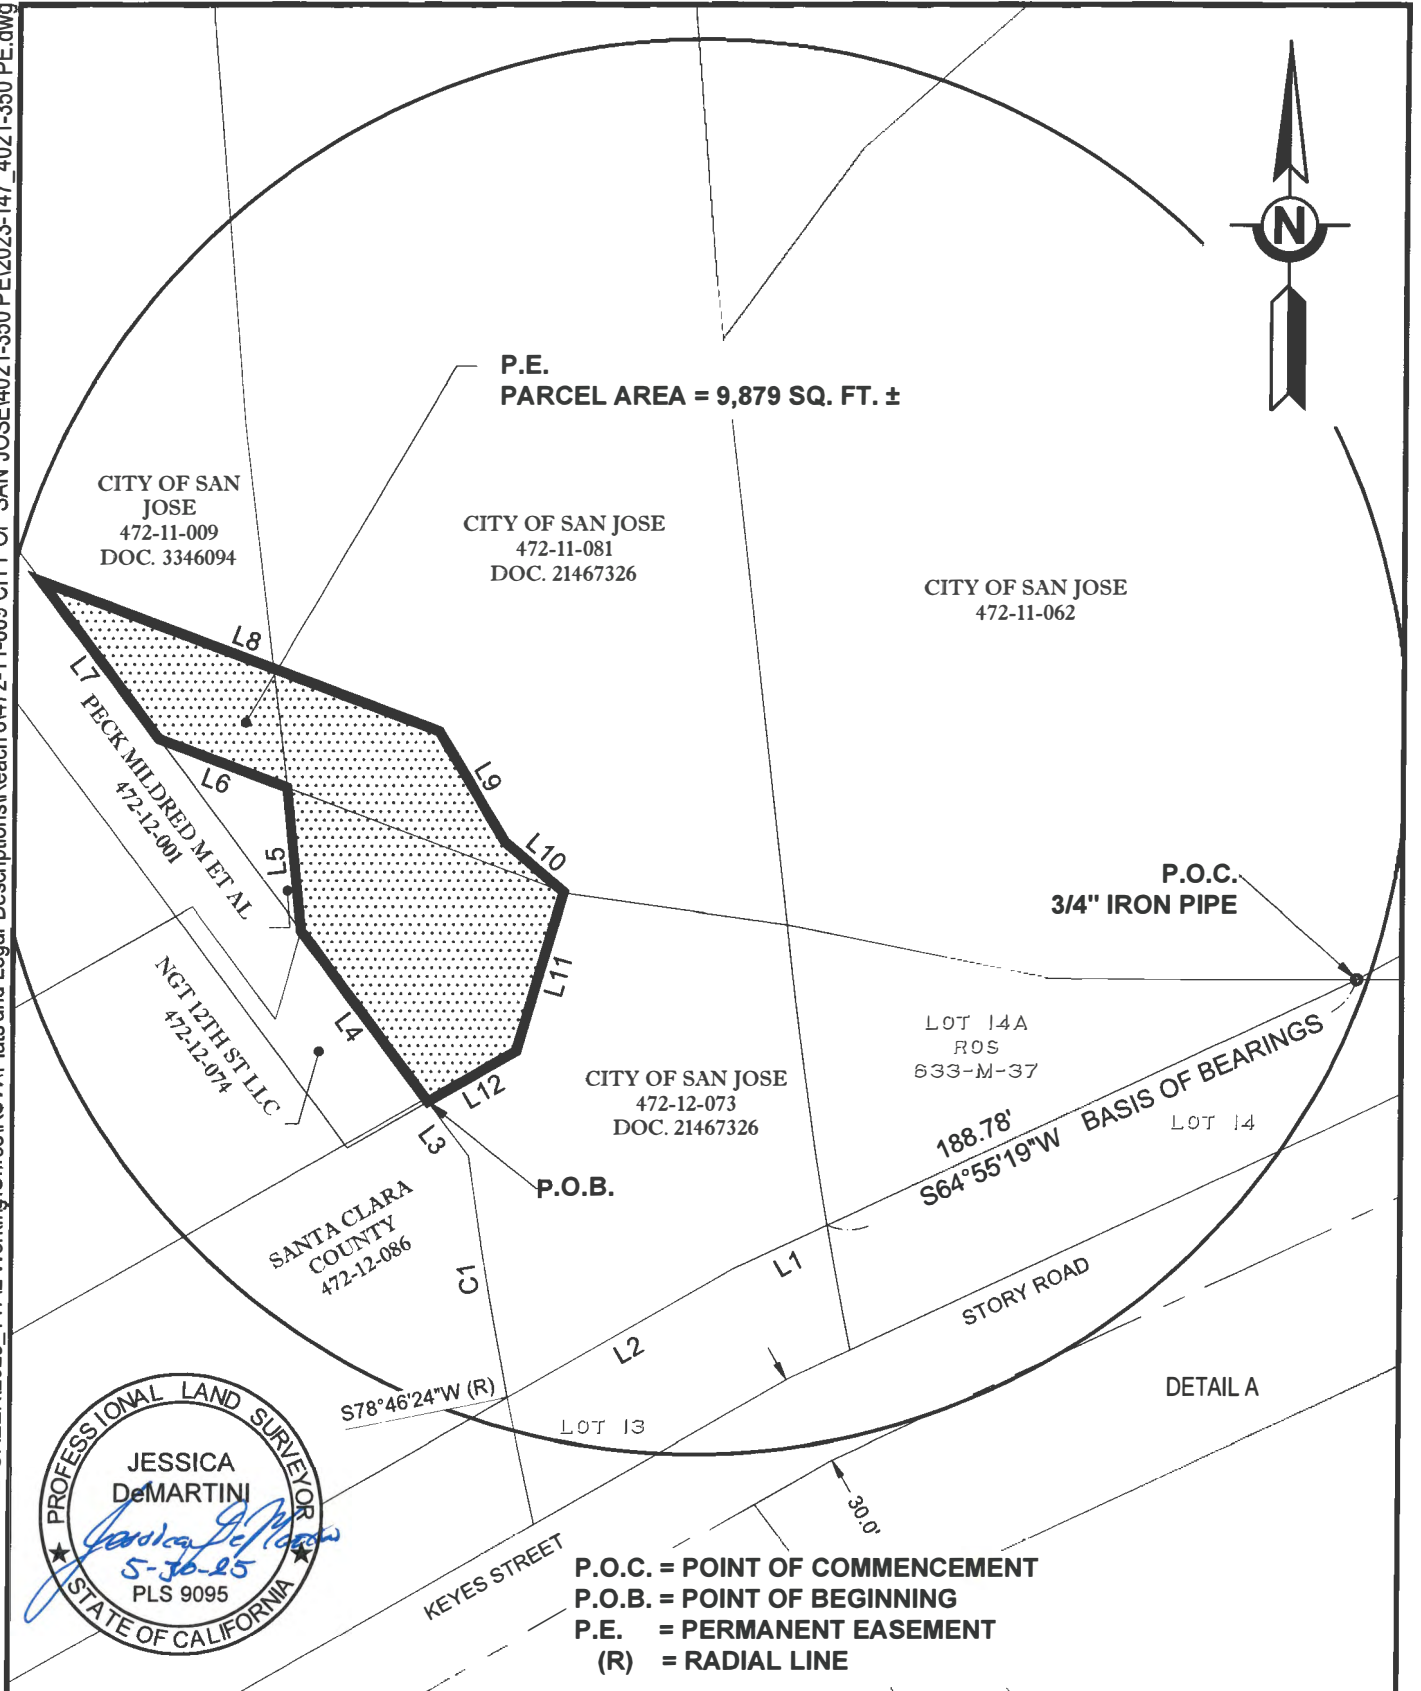 N
P.E.
PARCEL AREA = 9,879 SQ. FT. ±
CITY OF SAN
JOSE
472-11-009
DOC. 3346094
CITY OF SAN JOSE
472-11-081
DOC. 21467326
CITY OF SAN JOSE
472-11-062
L8
L7
PECK MILDRED M ET AL
472-12-001
L6
L9
L10
L5
P.O.C.
3/4" IRON PIPE
L11
NGT 12TH ST LLC
472-12-074
L4
LOT 14A
ROS
633-M-37
CITY OF SAN JOSE
472-12-073
DOC. 21467326
L12
L3
188.78'
S64°55'19"W BASIS OF BEARINGS
LOT 14
P.O.B.
SANTA CLARA
COUNTY
472-12-086
C1
L1
L2
STORY ROAD
DETAIL A
S78°46'24"W (R)
LOT 13
30.0'
KEYES STREET
PROFESSIONAL LAND SURVEYOR
JESSICA
DeMARTINI
Jessica DeMartini
5-30-25
PLS 9095
STATE OF CALIFORNIA
P.O.C. = POINT OF COMMENCEMENT
P.O.B. = POINT OF BEGINNING
P.E. = PERMANENT EASEMENT
(R) = RADIAL LINE